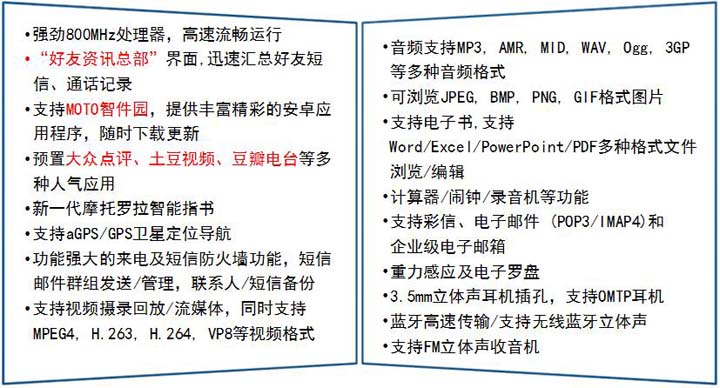 •强劲800MHz处理器，高速流畅运行
•“好友资讯总部”界面,迅速汇总好友短
信、通话记录
•支持MOTO智件园，提供丰富精彩的安卓应
用程序，随时下载更新
•预置大众点评、土豆视频、豆瓣电台等多
种人气应用
•新一代摩托罗拉智能指书
•支持aGPS/GPS卫星定位导航
•功能强大的来电及短信防火墙功能，短信
邮件群组发送/管理，联系人/短信备份
•支持视频摄录回放/流媒体，同时支持
MPEG4, H.263, H.264, VP8等视频格式
•音频支持MP3, AMR, MID, WAV, Ogg, 3GP
等多种音频格式
•可浏览JPEG, BMP, PNG, GIF格式图片
•支持电子书,支持
Word/Excel/PowerPoint/PDF多种格式文件
浏览/编辑
•计算器/闹钟/录音机等功能
•支持彩信、电子邮件 (POP3/IMAP4)和
企业级电子邮箱
•重力感应及电子罗盘
•3.5mm立体声耳机插孔，支持OMTP耳机
•蓝牙高速传输/支持无线蓝牙立体声
•支持FM立体声收音机